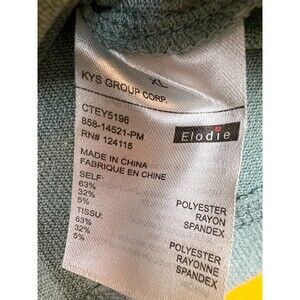 XL
KYS GROUP CORP.
CTEY5196
858-14521-PM
RN# 124115
Elodie
MADE IN CHINA
FABRIQUE EN CHINE
SELF:
63% POLYESTER
32% RAYON
5% SPANDEX
TISSU:
63% POLYESTER
32% RAYONNE
5% SPANDEX